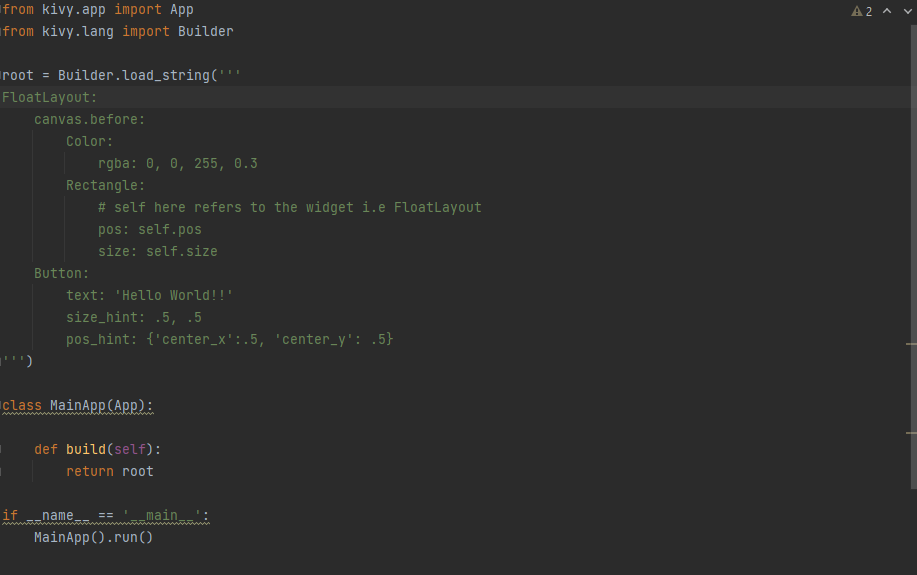 from kivy.app import App
from kivy.lang import Builder
2
root = Builder.load_string('''
FloatLayout:
    canvas.before:
        Color:
            rgba: 0, 0, 255, 0.3
        Rectangle:
            # self here refers to the widget i.e FloatLayout
            pos: self.pos
            size: self.size
    Button:
        text: 'Hello World!!'
        size_hint: .5, .5
        pos_hint: {'center_x':.5, 'center_y': .5}
''')
class MainApp(App):
    def build(self):
        return root
if __name__ == '__main__':
    MainApp().run()